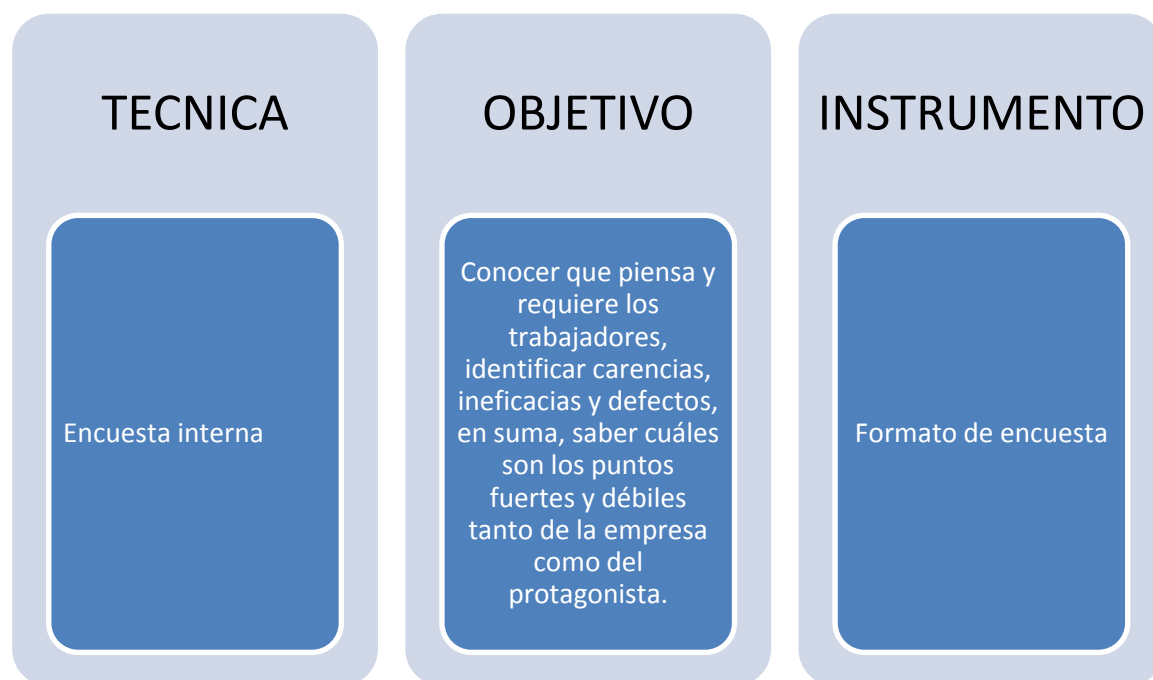 TECNICA
Encuesta interna
OBJETIVO
Conocer que piensa y
requiere los
trabajadores,
identificar carencias,
ineficacias y defectos,
en suma, saber cuáles
son los puntos
fuertes y débiles
tanto de la empresa
como del
protagonista.
INSTRUMENTO
Formato de encuesta